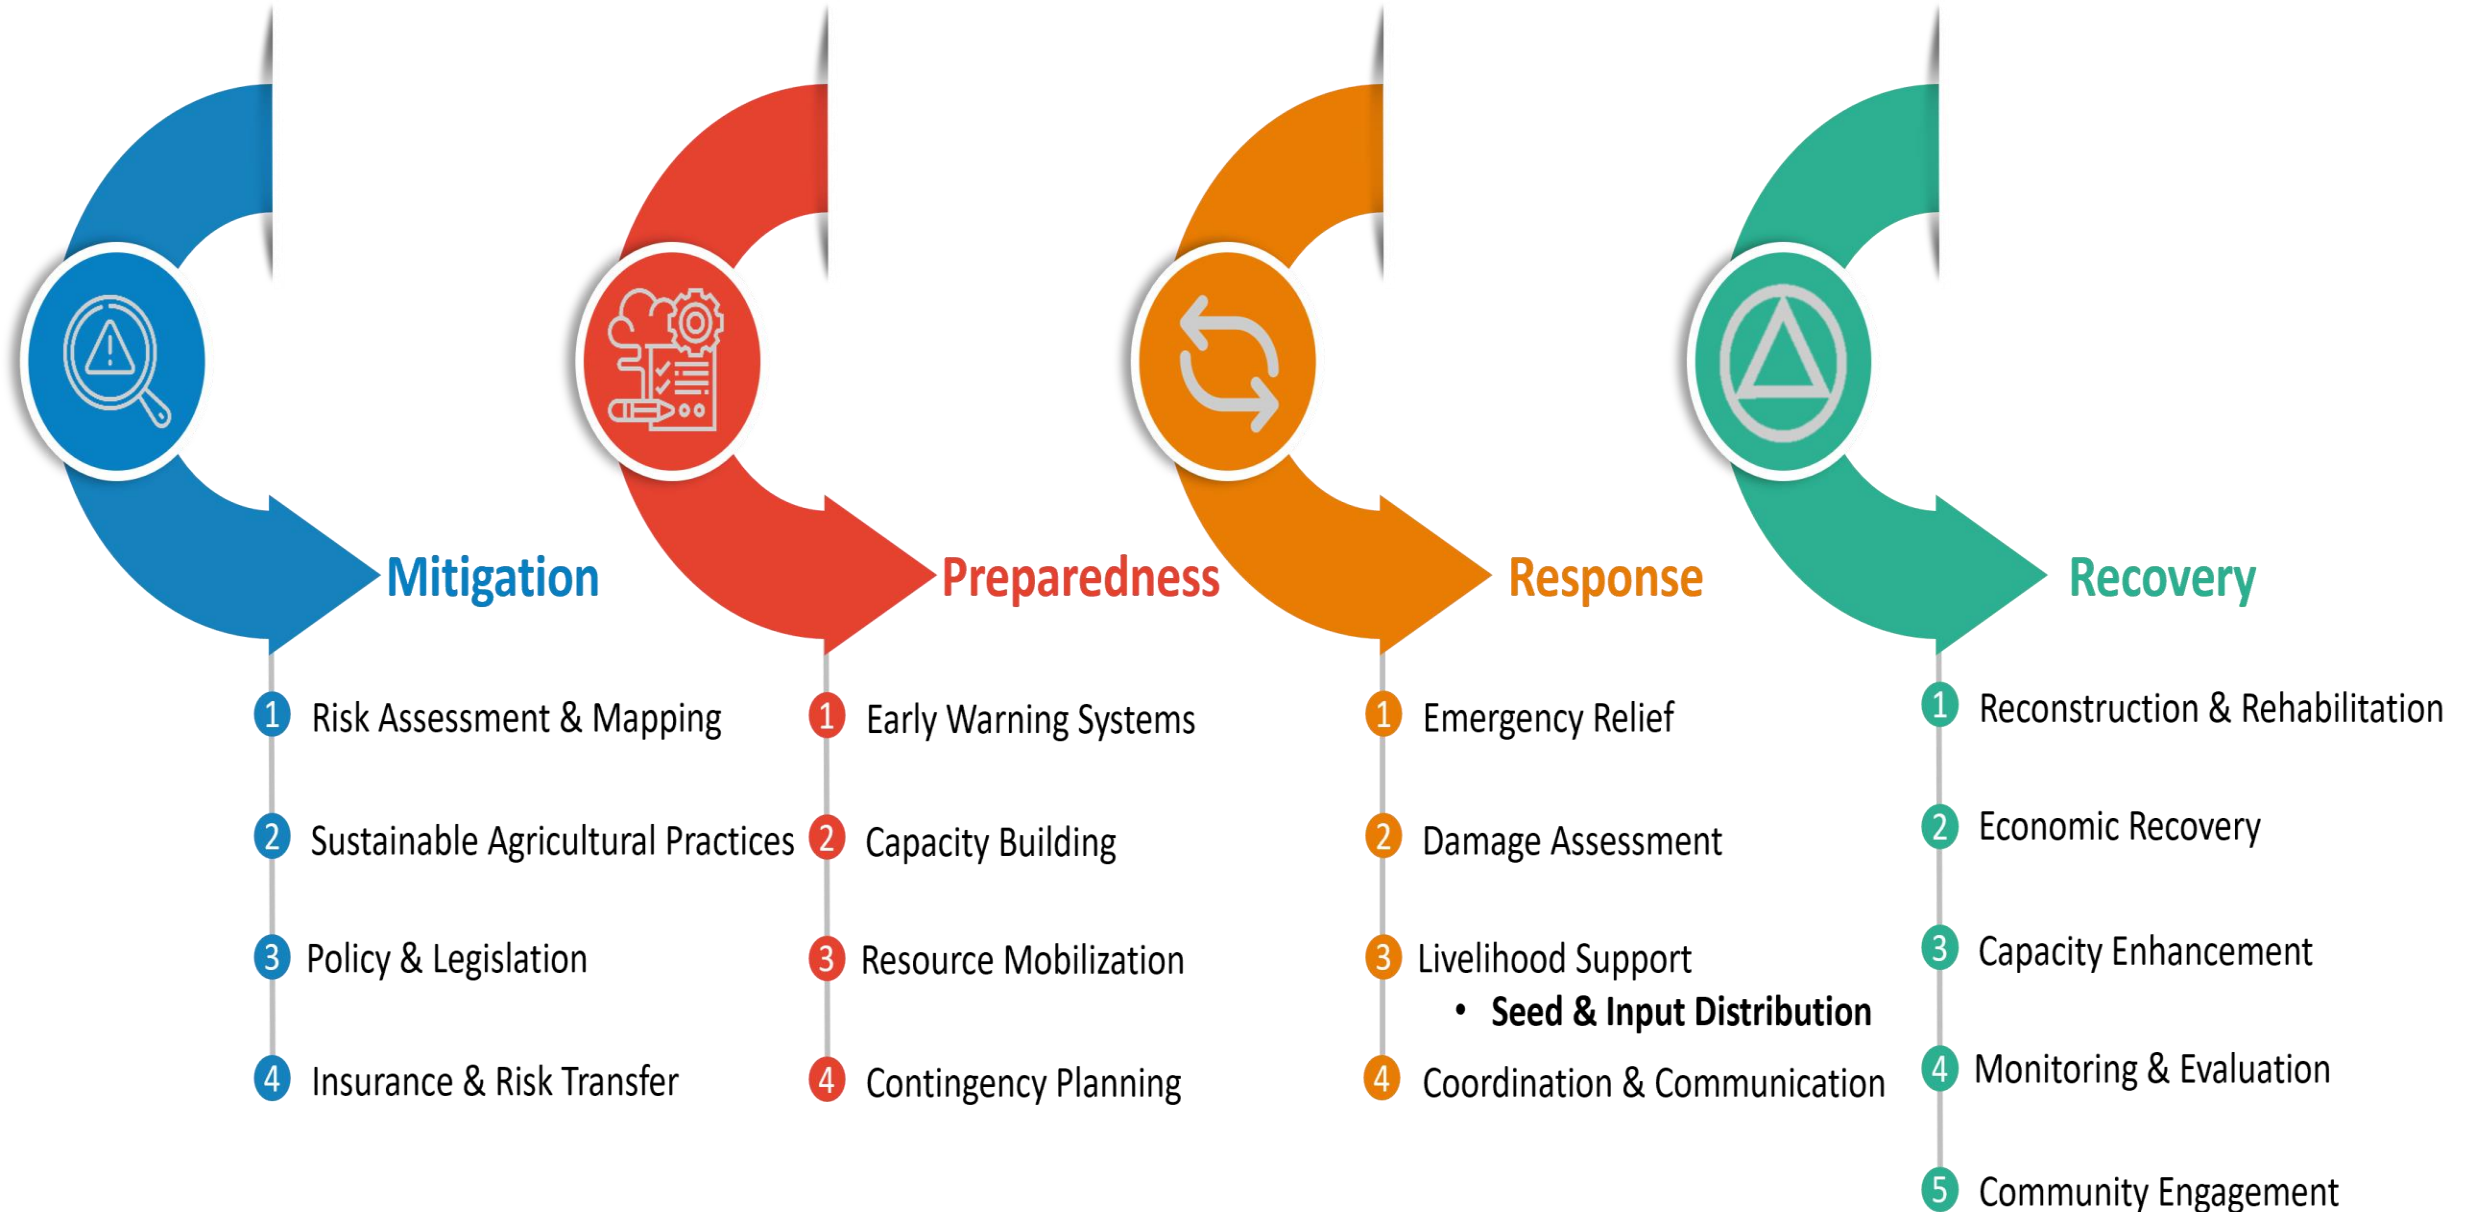 Mitigation
1 Risk Assessment & Mapping
2 Sustainable Agricultural Practices
3 Policy & Legislation
4 Insurance & Risk Transfer
Preparedness
1 Early Warning Systems
2 Capacity Building
3 Resource Mobilization
4 Contingency Planning
Response
1 Emergency Relief
2 Damage Assessment
3 Livelihood Support
• Seed & Input Distribution
4 Coordination & Communication
Recovery
1 Reconstruction & Rehabilitation
2 Economic Recovery
3 Capacity Enhancement
4 Monitoring & Evaluation
5 Community Engagement